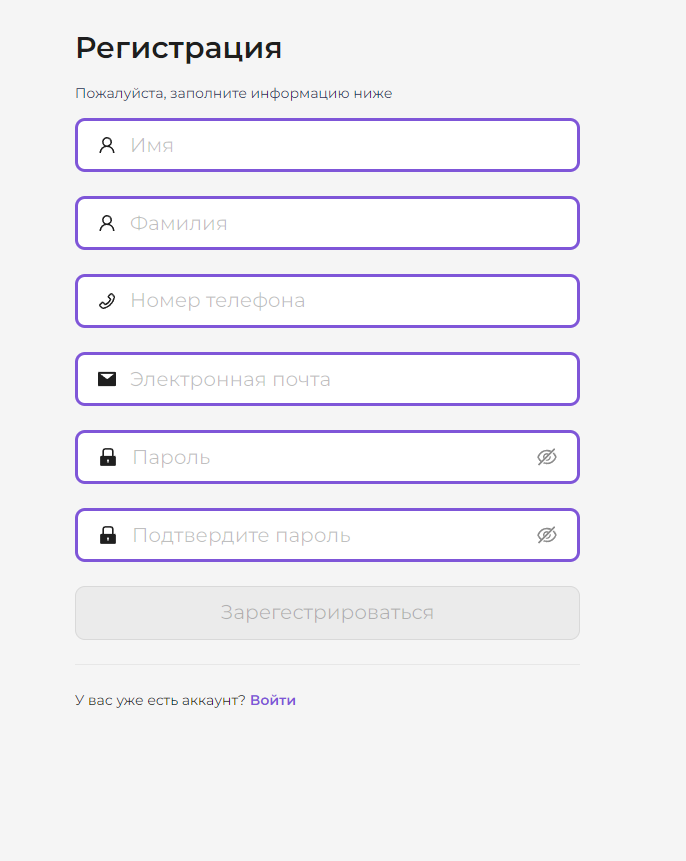 Регистрация
Пожалуйста, заполните информацию ниже
Имя
Фамилия
Номер телефона
Электронная почта
Пароль
Подтвердите пароль
Зарегестрироваться
У вас уже есть аккаунт? Войти